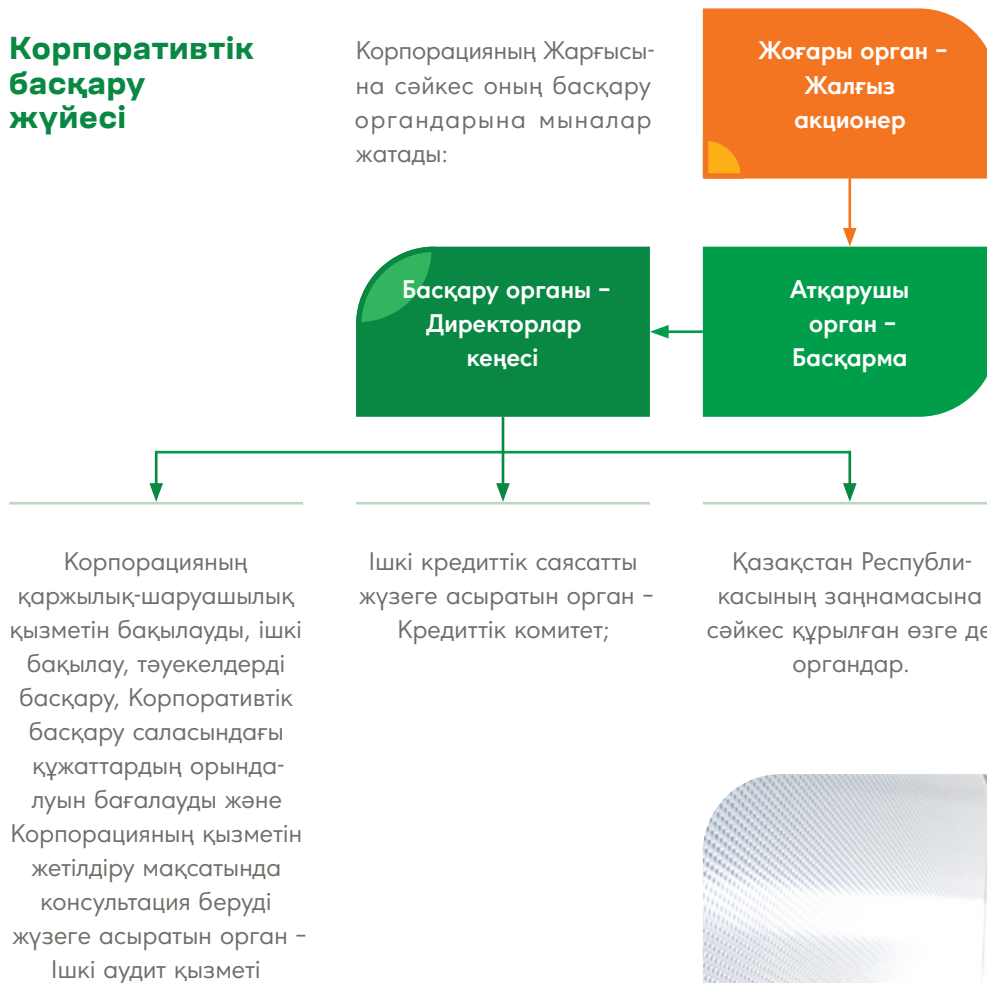 Корпоративтік
басқару
жүйесі
Корпорацияның Жарғысы-
на сәйкес оның басқару
органдарына мыналар
жатады:
Жоғары орган –
Жалғыз
акционер
Басқару органы –
Директорлар
кеңесі
Атқарушы
орган –
Басқарма
Корпорацияның
қаржылық-шаруашылық
қызметін бақылауды, ішкі
бақылау, тәуекелдерді
басқару, Корпоративтік
басқару саласындағы
құжаттардың орында-
луын бағалауды және
Корпорацияның қызметін
жетілдіру мақсатында
консультация беруді
жүзеге асыратын орган –
Ішкі аудит қызметі
Ішкі кредиттік саясатты
жүзеге асыратын орган –
Кредиттік комитет;
Қазақстан Республи-
касының заңнамасына
сәйкес құрылған өзге де
органдар.